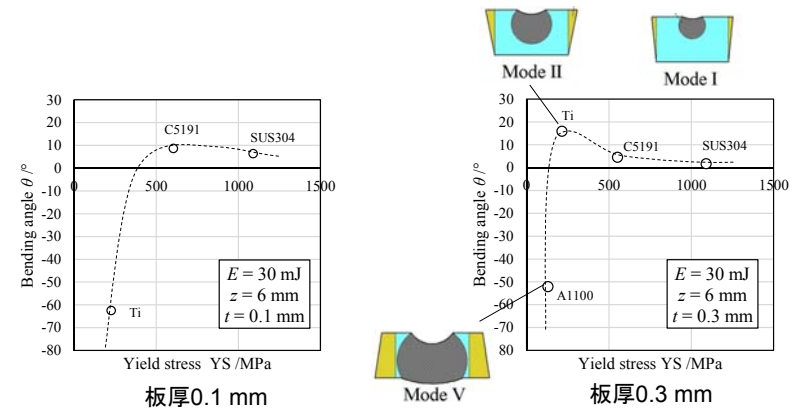 Mode II
Mode I
30
20
10
0
-10
-20
-30
-40
-50
-60
-70
-80
0
500
1000
1500
Bending angle θ /°
C5191
SUS304
Ti
E = 30 mJ
z = 6 mm
t = 0.1 mm
Yield stress YS /MPa
板厚0.1 mm
30
20
10
0
-10
-20
-30
-40
-50
-60
-70
-80
0
500
1000
1500
Bending angle θ /°
Ti
C5191
SUS304
A1100
E = 30 mJ
z = 6 mm
t = 0.3 mm
Mode V
Yield stress YS /MPa
板厚0.3 mm